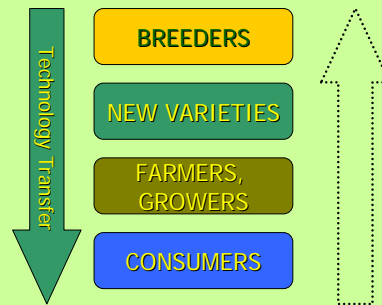 Technology Transfer
BREEDERS
NEW VARIETIES
FARMERS,
GROWERS
CONSUMERS